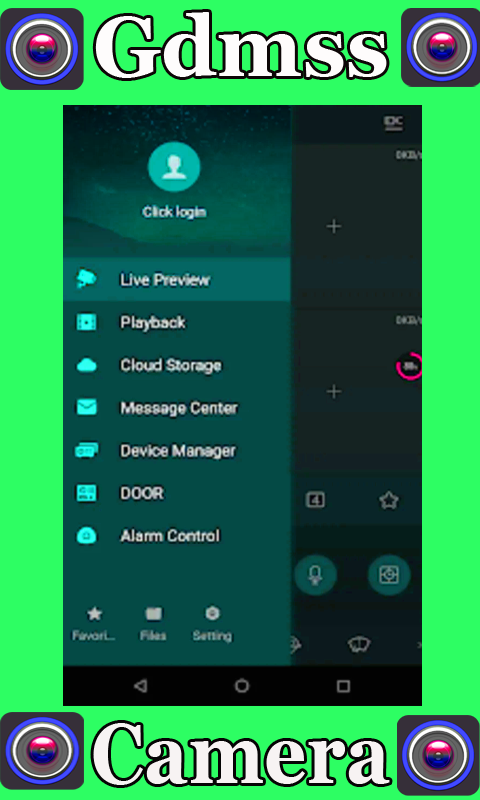 Gdmss
Click login
Live Preview
Playback
Cloud Storage
Message Center
Device Manager
DOOR
Alarm Control
4
Favori...
Files
Setting
Camera